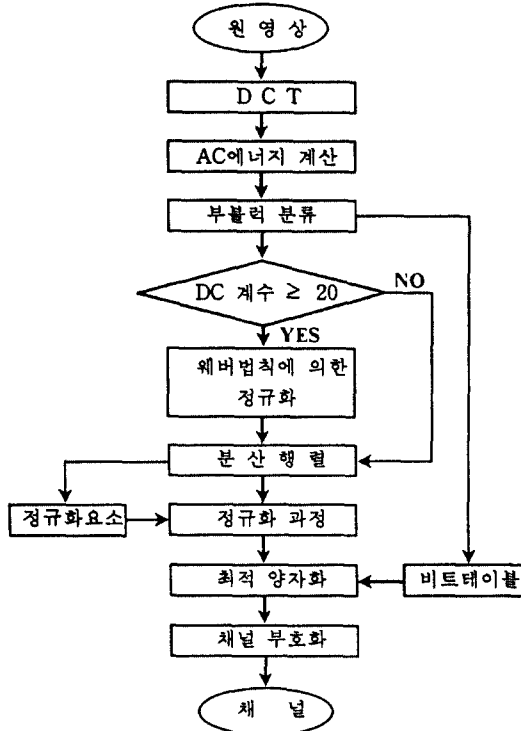 원 영 상
D C T
AC에너지 계산
부블럭 분류
DC 계수 ≥ 20
NO
YES
웨버법칙에 의한
정규화
분 산 행 렬
정규화요소
정규화 과정
최적 양자화
비트테이블
채널 부호화
채 널